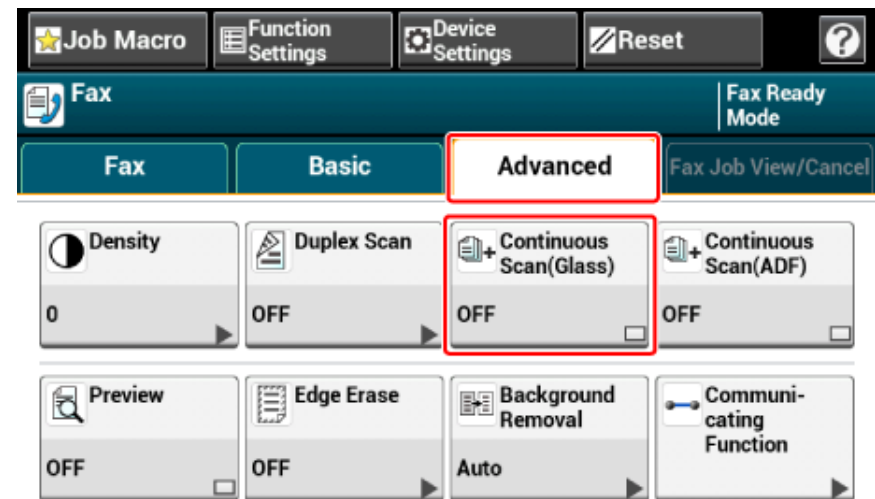 Job Macro
Function
Settings
Device
Settings
Reset
?
Fax
Fax Ready
Mode
Fax
Basic
Advanced
Fax Job View/Cancel
Density
0
Duplex Scan
OFF
Continuous
Scan(Glass)
OFF
Continuous
Scan(ADF)
OFF
Preview
OFF
Edge Erase
OFF
Background
Removal
Auto
Communi-
cating
Function